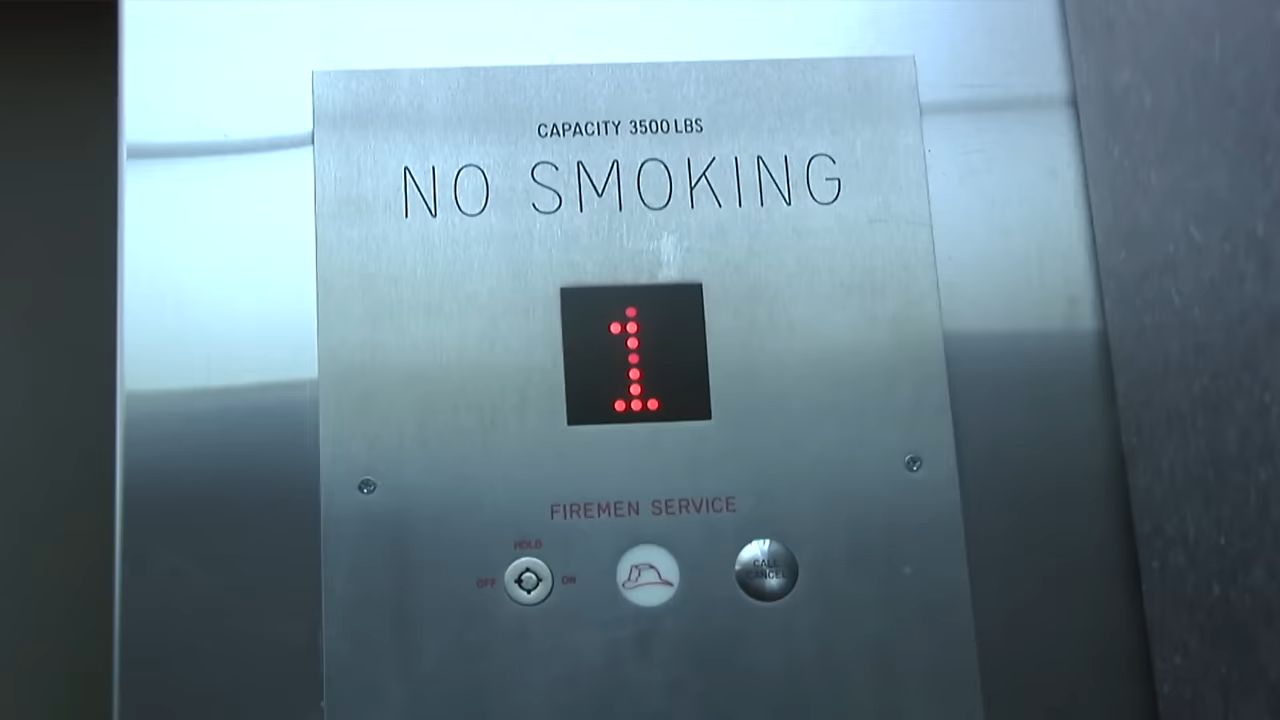 CAPACITY 3500 LBS
NO SMOKING
1
FIREMEN SERVICE
HOLD
OFF ON
CALL
CANCEL